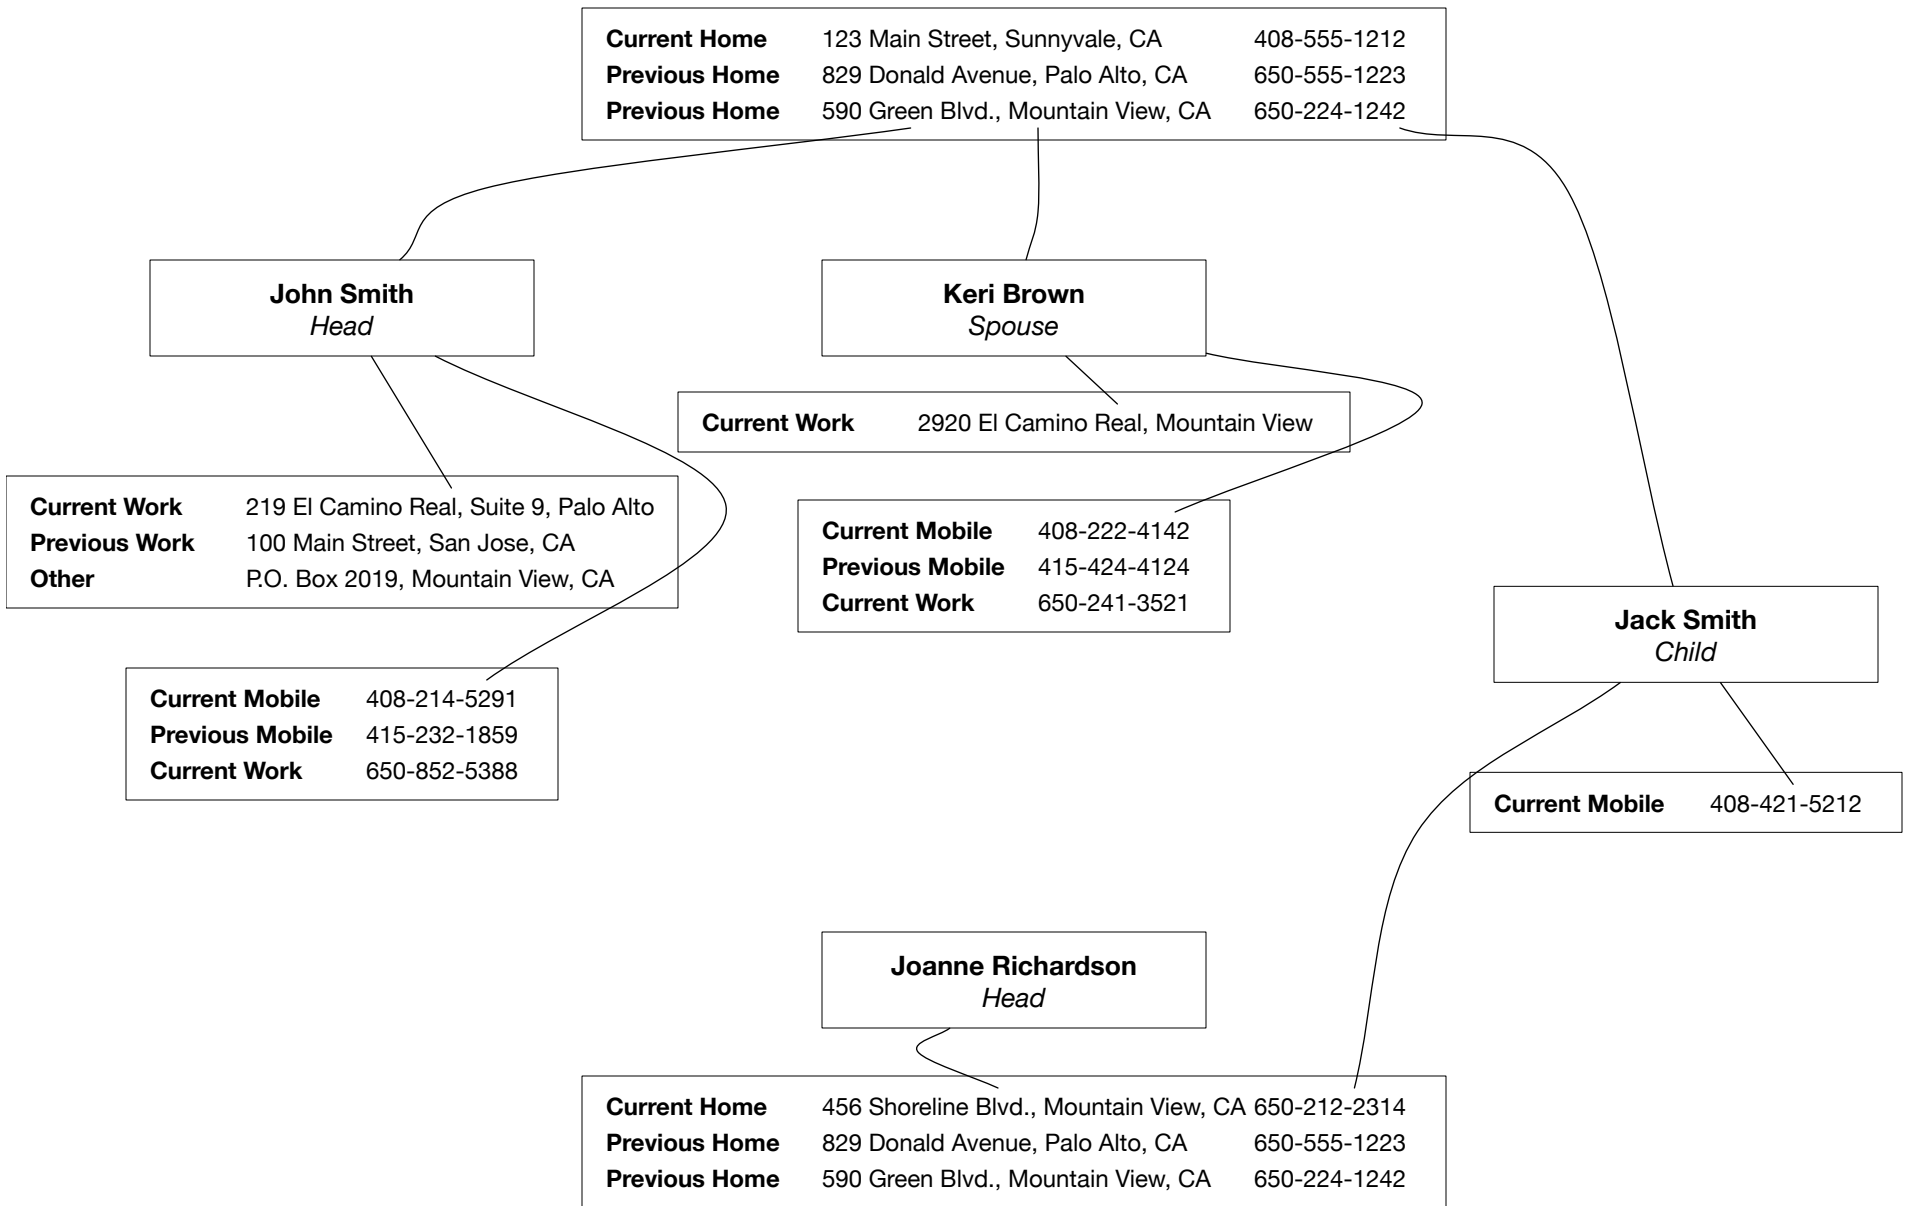 Current Home 123 Main Street, Sunnyvale, CA 408-555-1212
Previous Home 829 Donald Avenue, Palo Alto, CA 650-555-1223
Previous Home 590 Green Blvd., Mountain View, CA 650-224-1242
John Smith
Head
Keri Brown
Spouse
Current Work 2920 El Camino Real, Mountain View
Current Work 219 El Camino Real, Suite 9, Palo Alto
Previous Work 100 Main Street, San Jose, CA
Other P.O. Box 2019, Mountain View, CA
Current Mobile 408-222-4142
Previous Mobile 415-424-4124
Current Work 650-241-3521
Jack Smith
Child
Current Mobile 408-214-5291
Previous Mobile 415-232-1859
Current Work 650-852-5388
Current Mobile 408-421-5212
Joanne Richardson
Head
Current Home 456 Shoreline Blvd., Mountain View, CA 650-212-2314
Previous Home 829 Donald Avenue, Palo Alto, CA 650-555-1223
Previous Home 590 Green Blvd., Mountain View, CA 650-224-1242